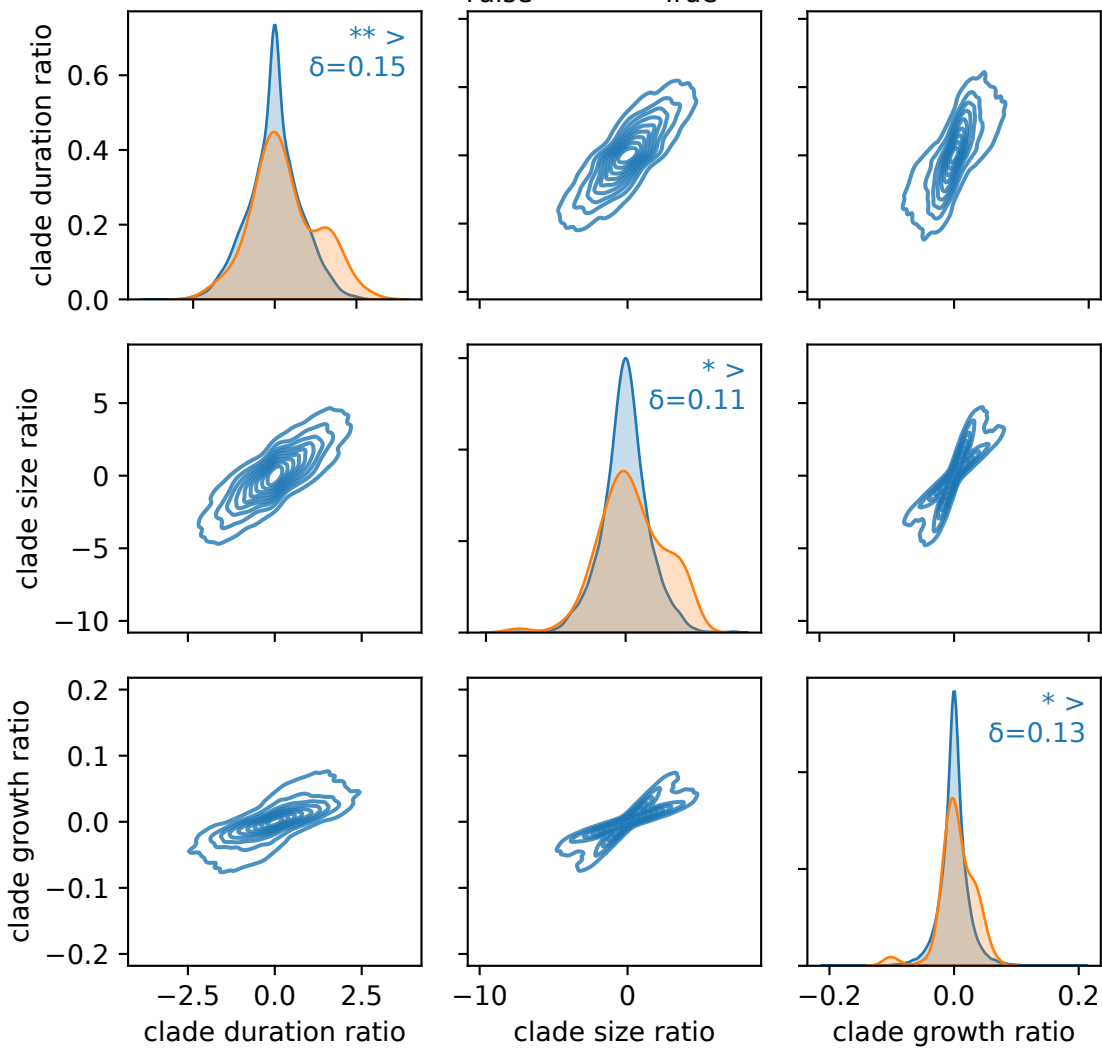 False True
clade duration ratio
0.6
0.4
0.2
0.0
** >
δ=0.15
clade size ratio
5
0
−5
−10
* >
δ=0.11
clade growth ratio
0.2
0.1
0.0
−0.1
−0.2
* >
δ=0.13
−2.5 0.0 2.5
−10 0
−0.2 0.0 0.2
clade duration ratio
clade size ratio
clade growth ratio